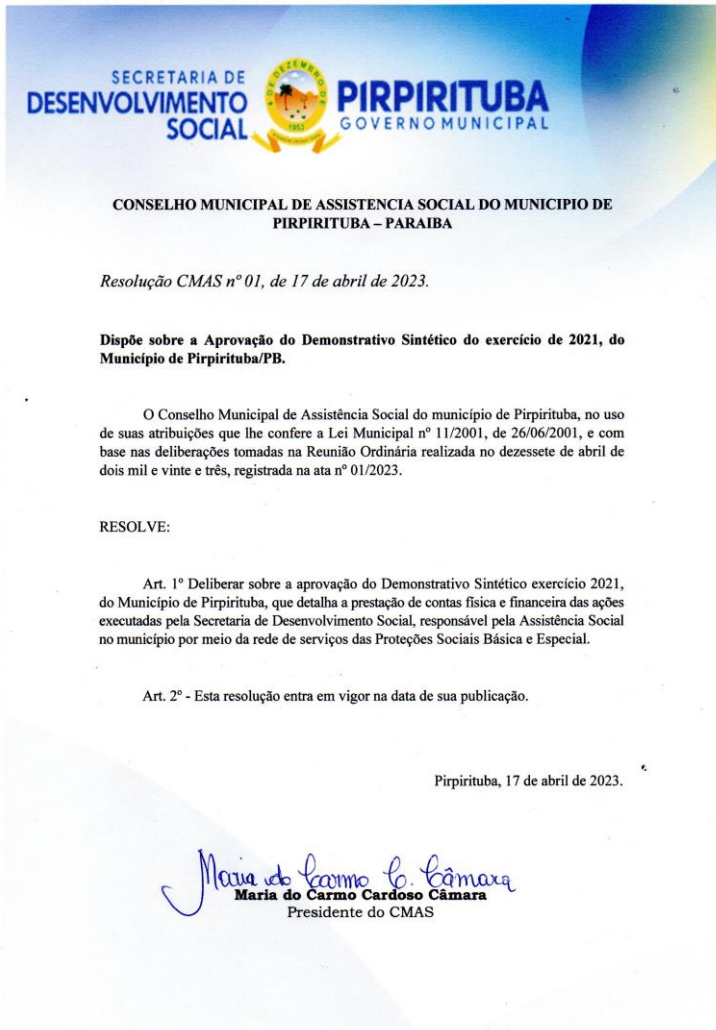 SECRETARIA DE
DESENVOLVIMENTO
SOCIAL
4 DE DEZEMBRO DE
1953
PIRPIRITUBA
GOVERNO MUNICIPAL
CONSELHO MUNICIPAL DE ASSISTENCIA SOCIAL DO MUNICIPIO DE
PIRPIRITUBA – PARAIBA
Resolução CMAS nº 01, de 17 de abril de 2023.
Dispõe sobre a Aprovação do Demonstrativo Sintético do exercício de 2021, do
Município de Pirpirituba/PB.
O Conselho Municipal de Assistência Social do município de Pirpirituba, no uso
de suas atribuições que lhe confere a Lei Municipal nº 11/2001, de 26/06/2001, e com
base nas deliberações tomadas na Reunião Ordinária realizada no dezessete de abril de
dois mil e vinte e três, registrada na ata nº 01/2023.
RESOLVE:
Art. 1º Deliberar sobre a aprovação do Demonstrativo Sintético exercício 2021,
do Município de Pirpirituba, que detalha a prestação de contas física e financeira das ações
executadas pela Secretaria de Desenvolvimento Social, responsável pela Assistência Social
no município por meio da rede de serviços das Proteções Sociais Básica e Especial.
Art. 2º - Esta resolução entra em vigor na data de sua publicação.
Pirpirituba, 17 de abril de 2023.
Maria do Carmo C. Câmara
Maria do Carmo Cardoso Câmara
Presidente do CMAS